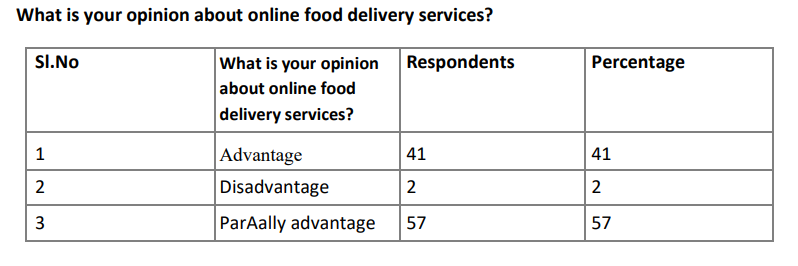 What is your opinion about online food delivery services?
Sl.No What is your opinion about online food delivery services? Respondents Percentage
1 Advantage 41 41
2 Disadvantage 2 2
3 ParAally advantage 57 57